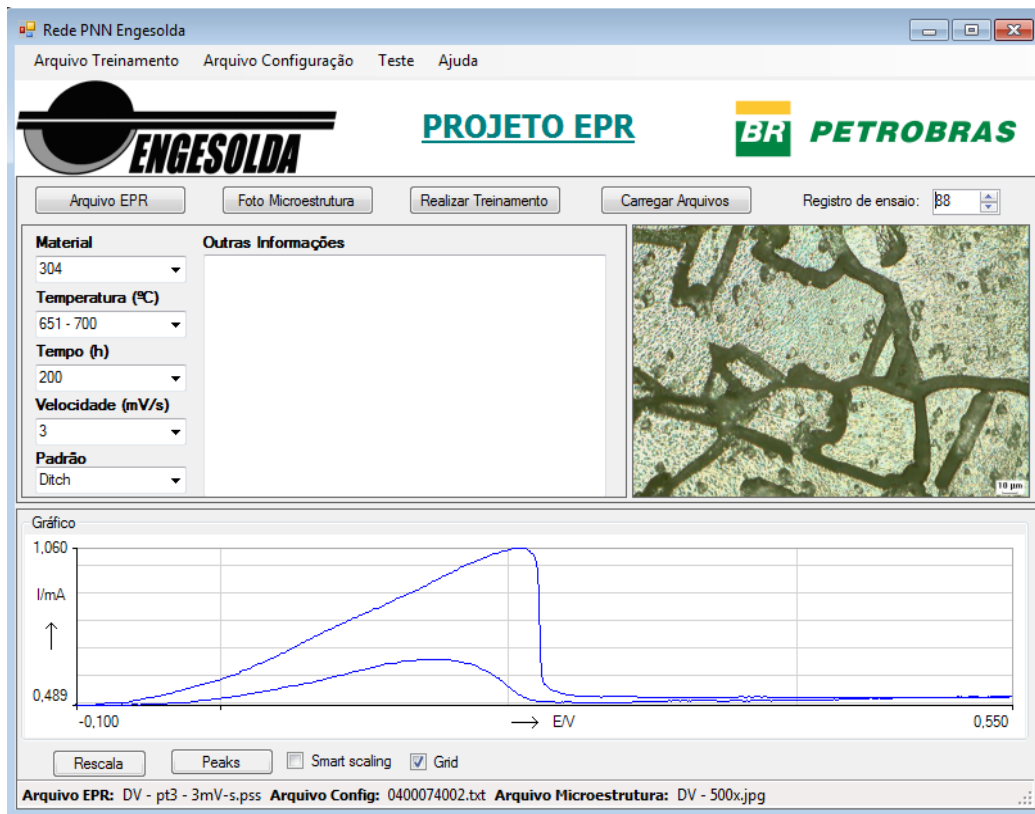 Rede PNN Engesolda
Arquivo Treinamento Arquivo Configuração Teste Ajuda
ENGESOLDA
PROJETO EPR
BR PETROBRAS
Arquivo EPR Foto Microestrutura Realizar Treinamento Carregar Arquivos Registro de ensaio: 88
Material
304
Temperatura (ºC)
651 - 700
Tempo (h)
200
Velocidade (mV/s)
3
Padrão
Ditch
Outras Informações
10 µm
Gráfico
1,060
I/mA
0,489
-0,100 E/V 0,550
Rescala Peaks Smart scaling Grid
Arquivo EPR: DV - pt3 - 3mV-s.pss Arquivo Config: 0400074002.txt Arquivo Microestrutura: DV - 500x.jpg